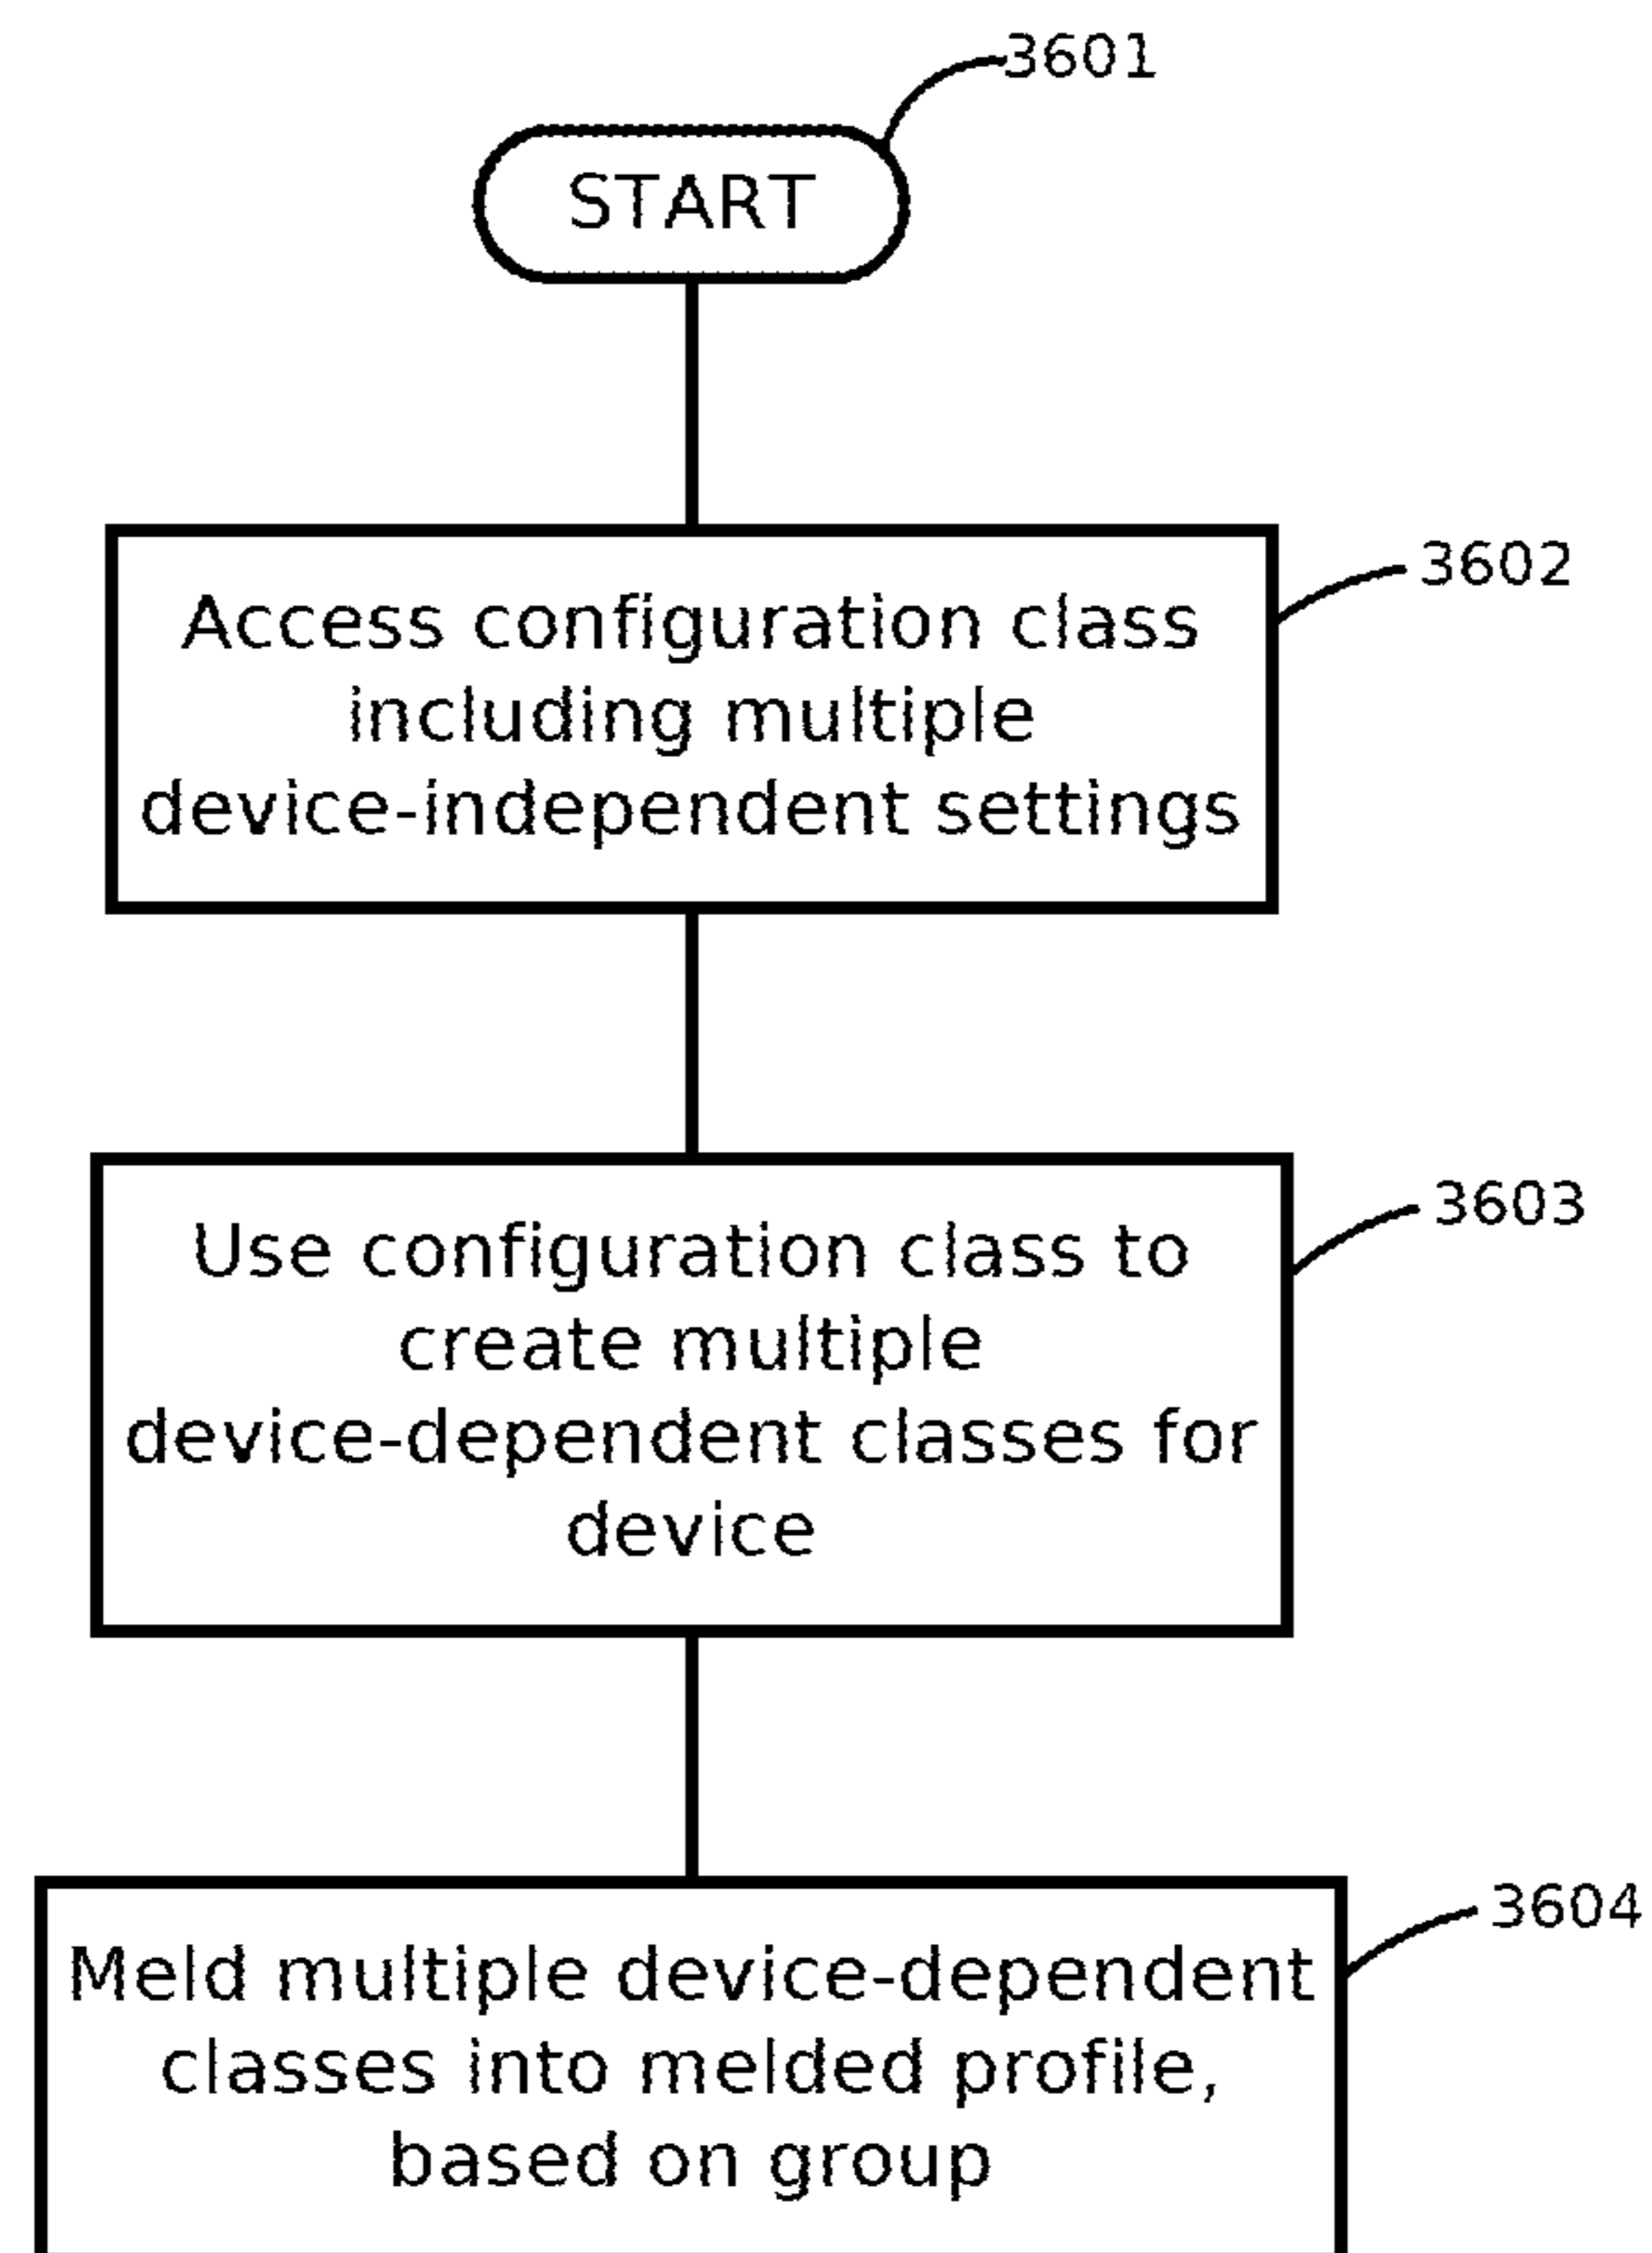 3601
START
3602
Access configuration class
including multiple
device-independent settings
3603
Use configuration class to
create multiple
device-dependent classes for
device
3604
Meld multiple device-dependent
classes into melded profile,
based on group